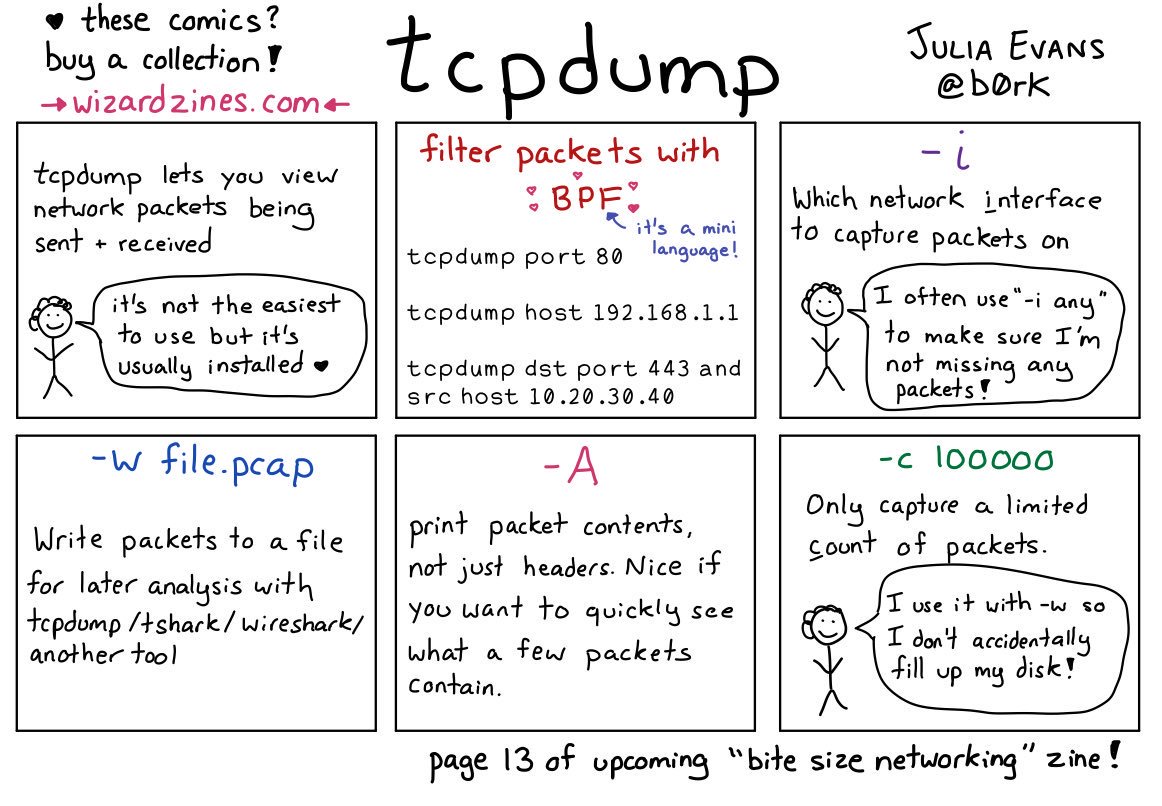 ♥ these comics?
buy a collection!
→wizardzines.com←
tcpdump
JULIA EVANS
@b0rk
tcpdump lets you view
network packets being
sent + received
it's not the easiest
to use but it's
usually installed ♥
filter packets with
BPF
it's a mini
language!
tcpdump port 80
tcpdump host 192.168.1.1
tcpdump dst port 443 and
src host 10.20.30.40
-i
Which network interface
to capture packets on
I often use "-i any"
to make sure I'm
not missing any
packets!
-w file.pcap
Write packets to a file
for later analysis with
tcpdump/tshark/wireshark/
another tool
-A
print packet contents,
not just headers. Nice if
you want to quickly see
what a few packets
contain.
-c 100000
Only capture a limited
count of packets.
I use it with -w so
I don't accidentally
fill up my disk!
page 13 of upcoming "bite size networking" zine!